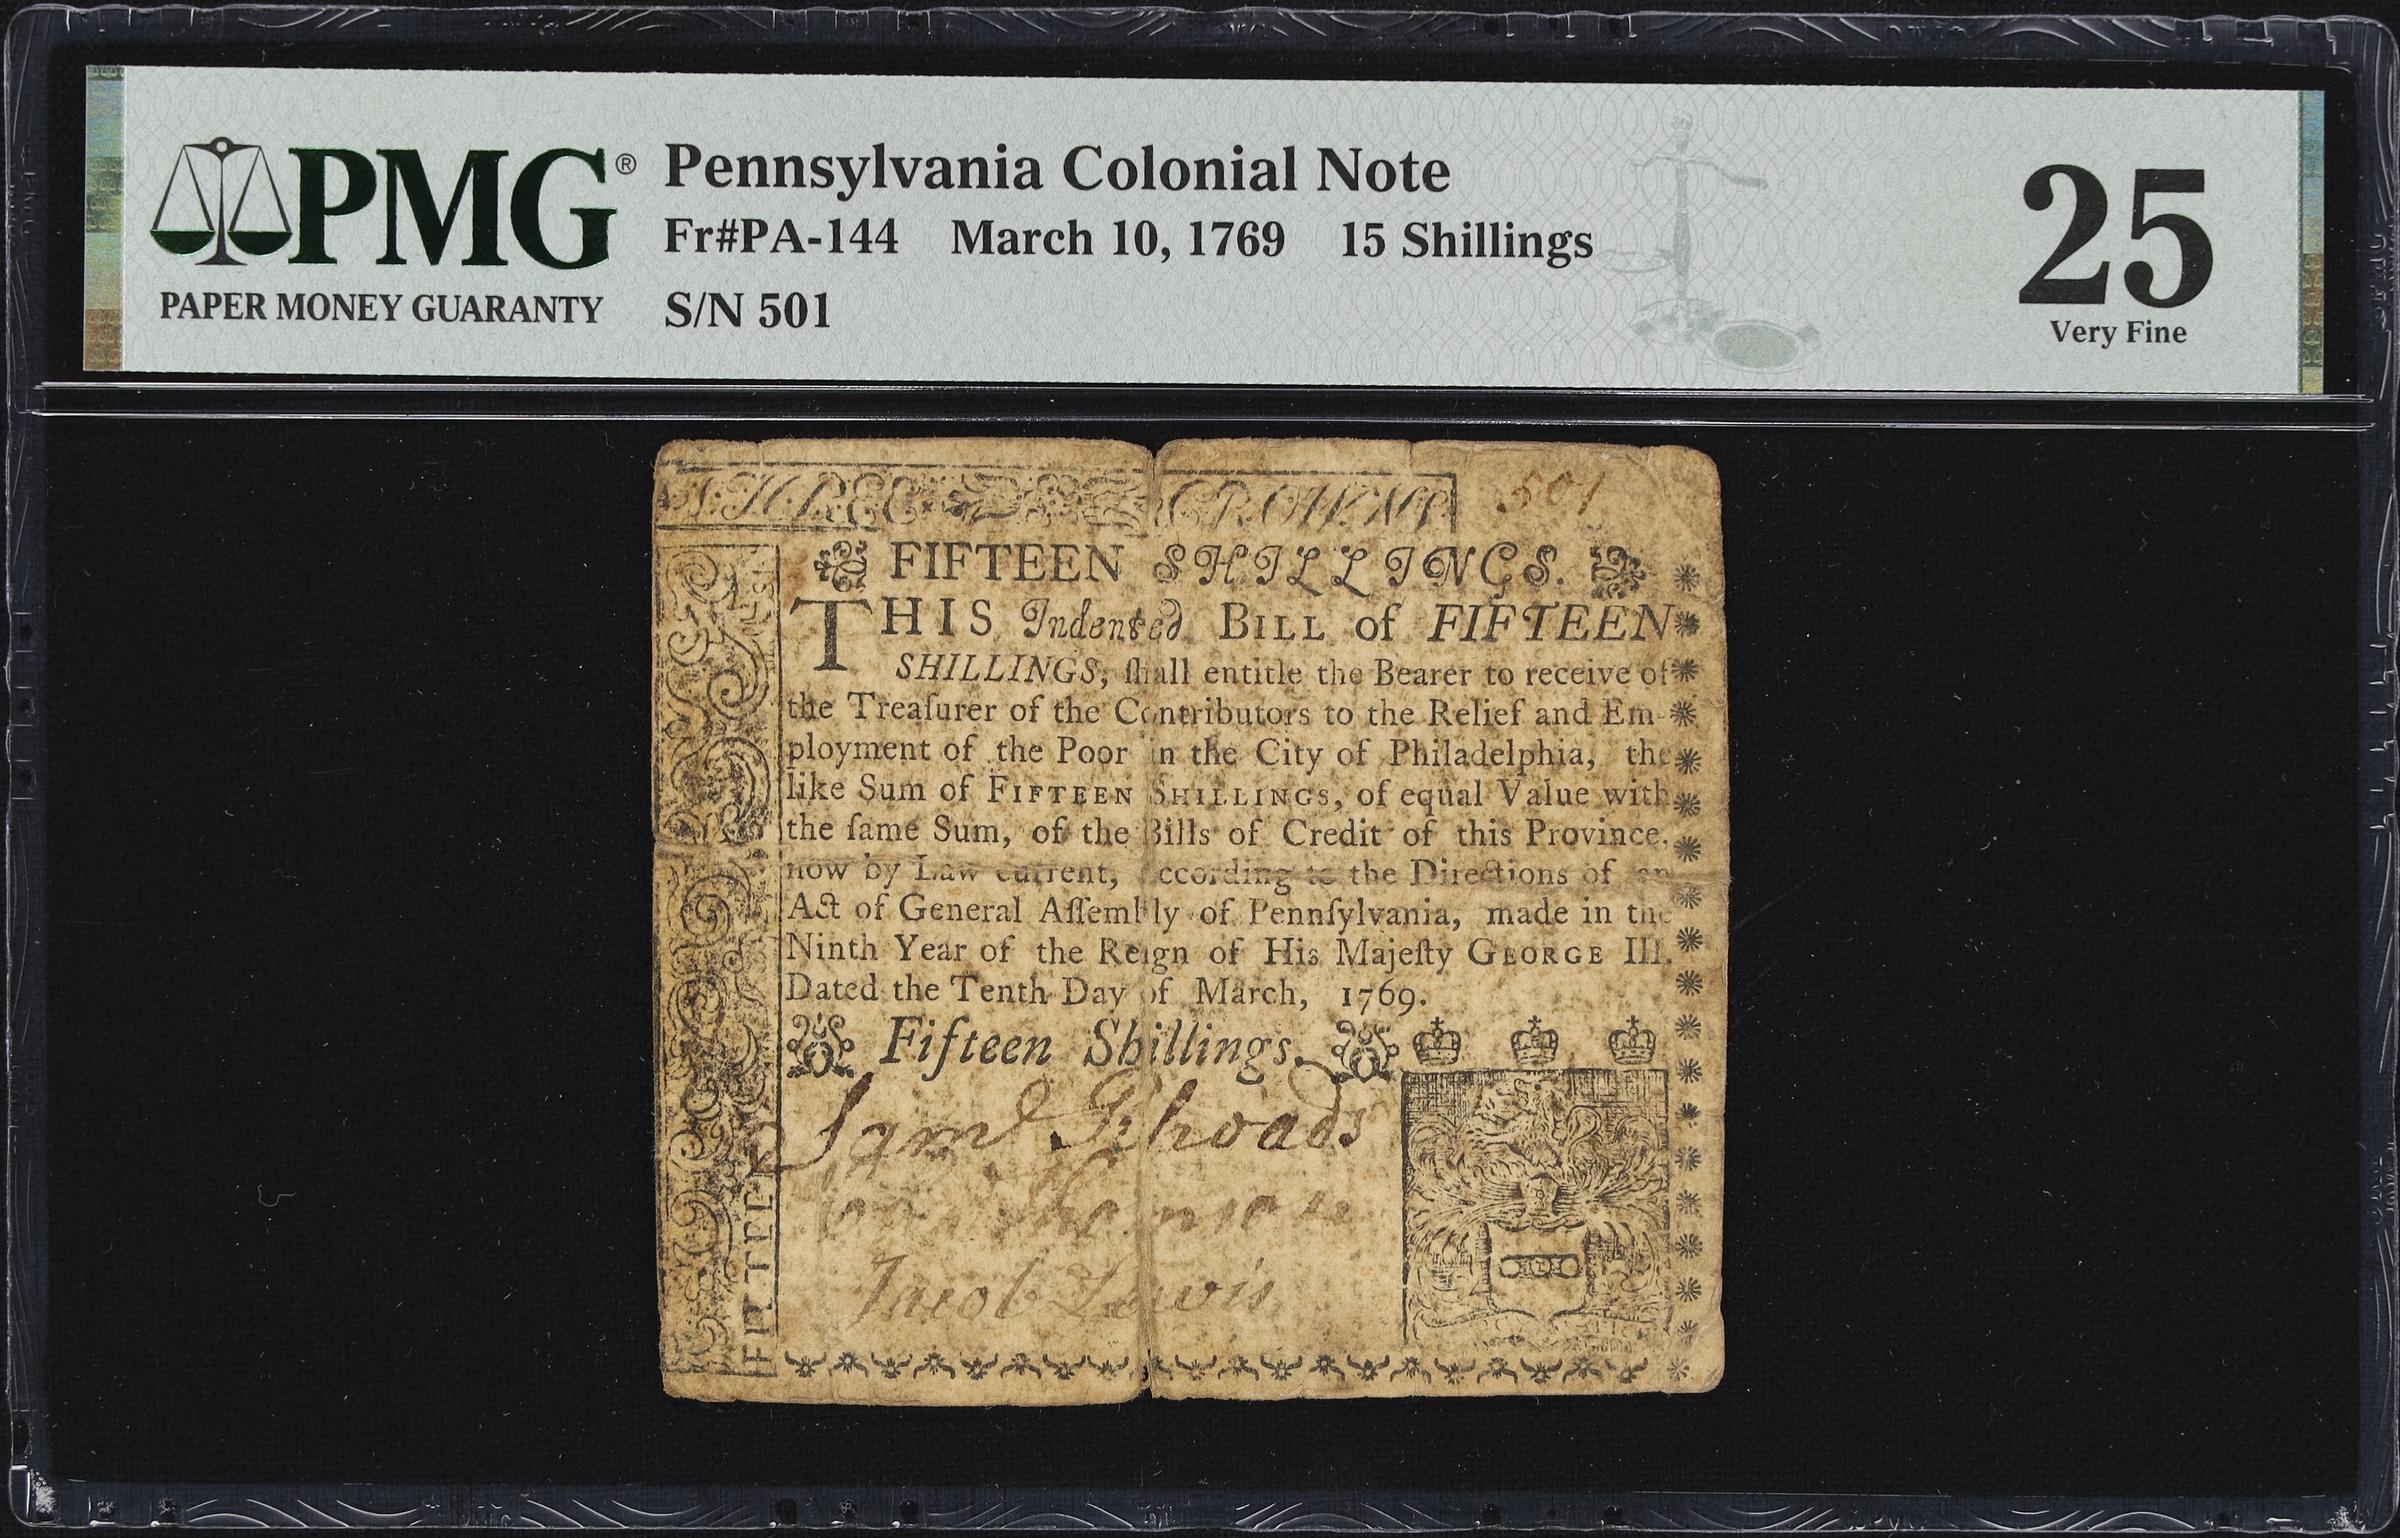 PMG®
PAPER MONEY GUARANTY
Pennsylvania Colonial Note
Fr#PA-144 March 10, 1769 15 Shillings
S/N 501
25
Very Fine
THREE CROWNS
501
FIFTEEN SHILLINGS.
THIS Indented BILL of FIFTEEN
SHILLINGS, ſhall entitle the Bearer to receive of
the Treaſurer of the Contributors to the Relief and Em-
ployment of the Poor in the City of Philadelphia, the
like Sum of FIFTEEN SHILLINGS, of equal Value with
the ſame Sum, of the Bills of Credit of this Province,
now by Law current, according to the Directions of an
Act of General Aſſembly of Pennſylvania, made in the
Ninth Year of the Reign of His Majeſty GEORGE III.
Dated the Tenth Day of March, 1769.
Fifteen Shillings.
Saml Rhoads
Jacob Lewis
FIFTEEN